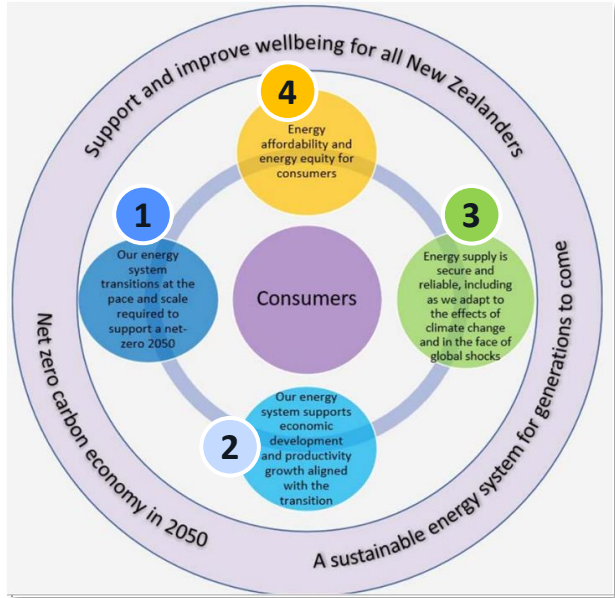 Support and improve wellbeing for all New Zealanders
4
Energy
affordability and
energy equity for
consumers
1
Our energy
system
transitions at the
pace and scale
required to
support a net-
zero 2050
Consumers
3
Energy supply is
secure and
reliable, including
as we adapt to
the effects of
climate change
and in the face of
global shocks
2
Our energy
system supports
economic
development
and productivity
growth aligned
with the
transition
Net zero carbon economy in 2050
A sustainable energy system for generations to come